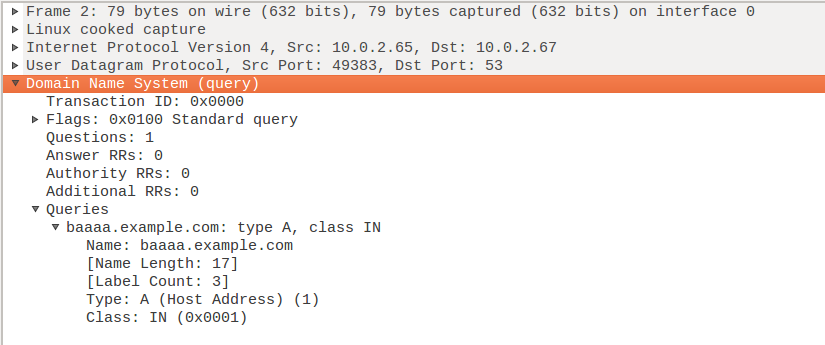 Frame 2: 79 bytes on wire (632 bits), 79 bytes captured (632 bits) on interface 0
Linux cooked capture
Internet Protocol Version 4, Src: 10.0.2.65, Dst: 10.0.2.67
User Datagram Protocol, Src Port: 49383, Dst Port: 53
Domain Name System (query)
Transaction ID: 0x0000
Flags: 0x0100 Standard query
Questions: 1
Answer RRs: 0
Authority RRs: 0
Additional RRs: 0
Queries
baaaa.example.com: type A, class IN
Name: baaaa.example.com
[Name Length: 17]
[Label Count: 3]
Type: A (Host Address) (1)
Class: IN (0x0001)